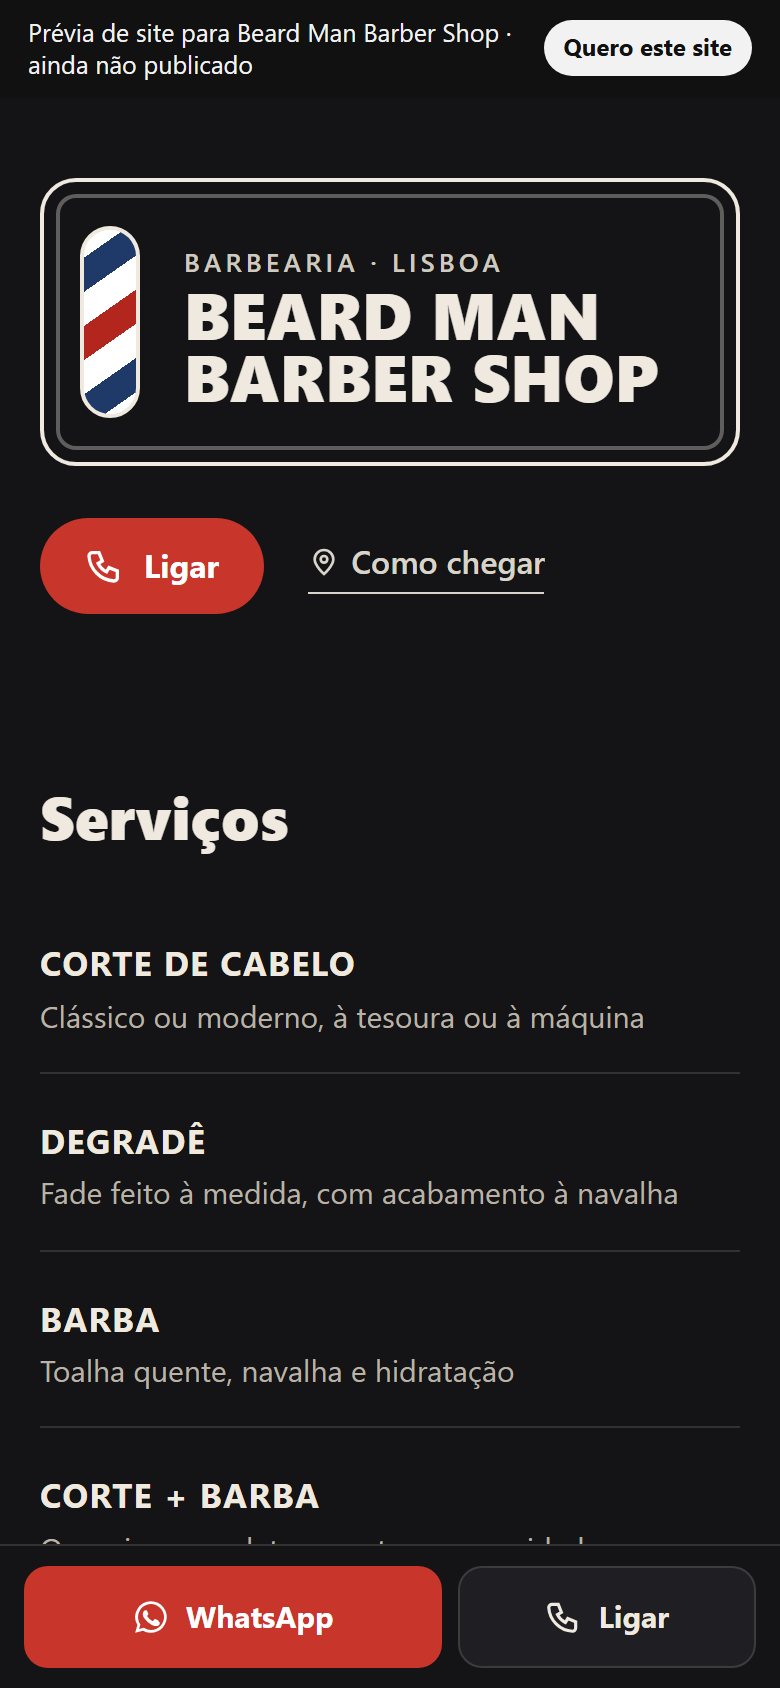 Prévia de site para Beard Man Barber Shop ·
ainda não publicado
Quero este site
BARBEARIA · LISBOA
BEARD MAN
BARBER SHOP
Ligar
Como chegar
Serviços
CORTE DE CABELO
Clássico ou moderno, à tesoura ou à máquina
DEGRADÊ
Fade feito à medida, com acabamento à navalha
BARBA
Toalha quente, navalha e hidratação
CORTE + BARBA
WhatsApp
Ligar